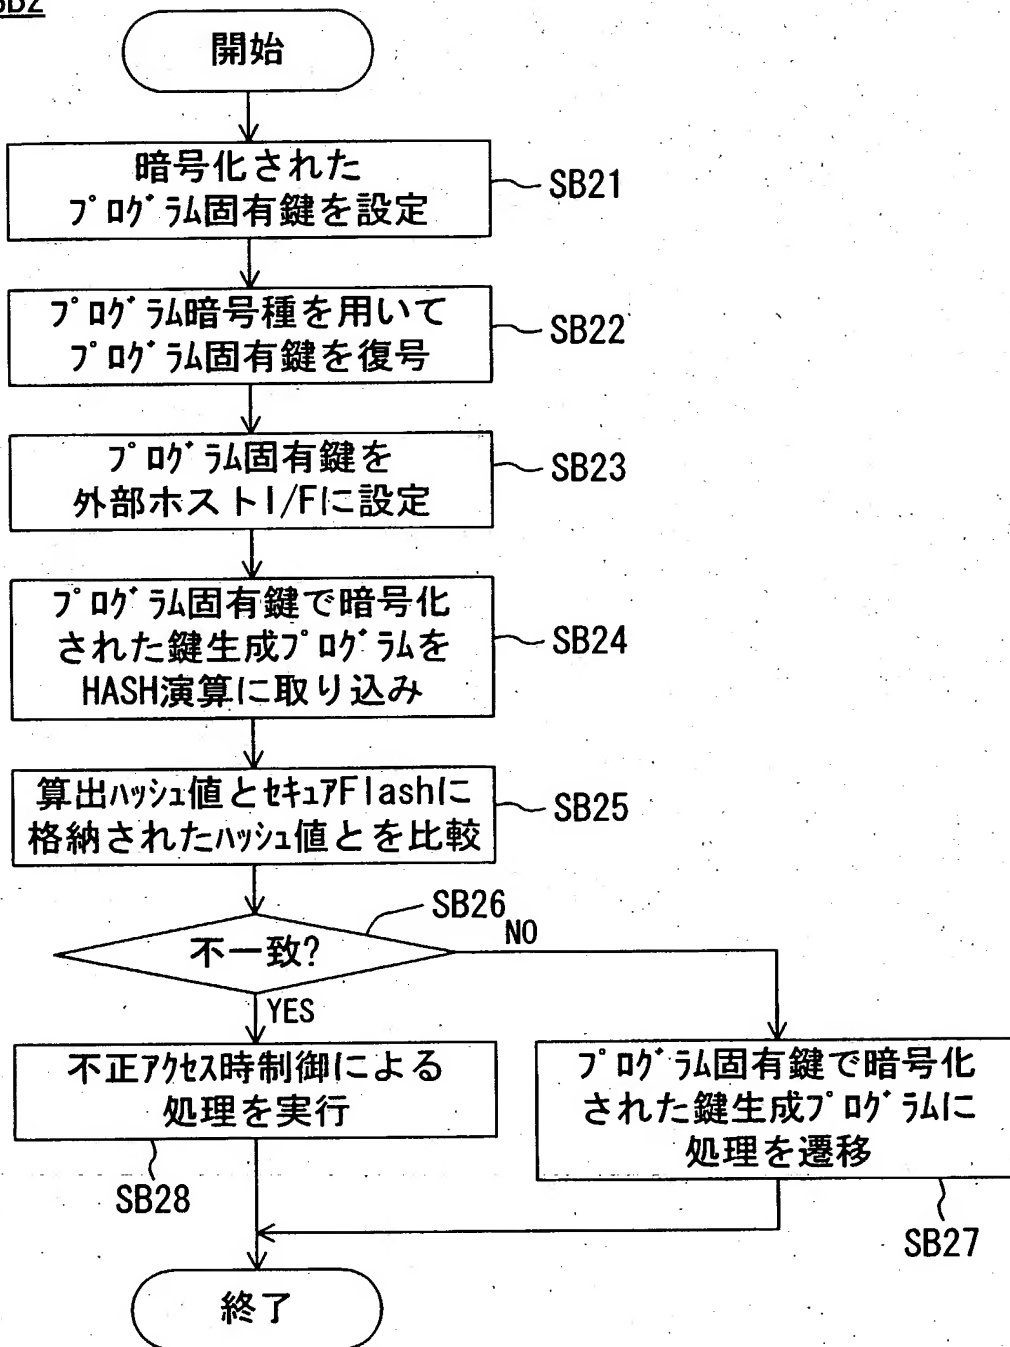 SB2
開始
暗号化された
プログラム固有鍵を設定
SB21
プログラム暗号種を用いて
プログラム固有鍵を復号
SB22
プログラム固有鍵を
外部ホストI/Fに設定
SB23
プログラム固有鍵で暗号化
された鍵生成プログラムを
HASH演算に取り込み
SB24
算出ハッシュ値とセキュアFlashに
格納されたハッシュ値とを比較
SB25
SB26
不一致?
NO
YES
不正アクセス時制御による
処理を実行
SB28
プログラム固有鍵で暗号化
された鍵生成プログラムに
処理を遷移
SB27
終了